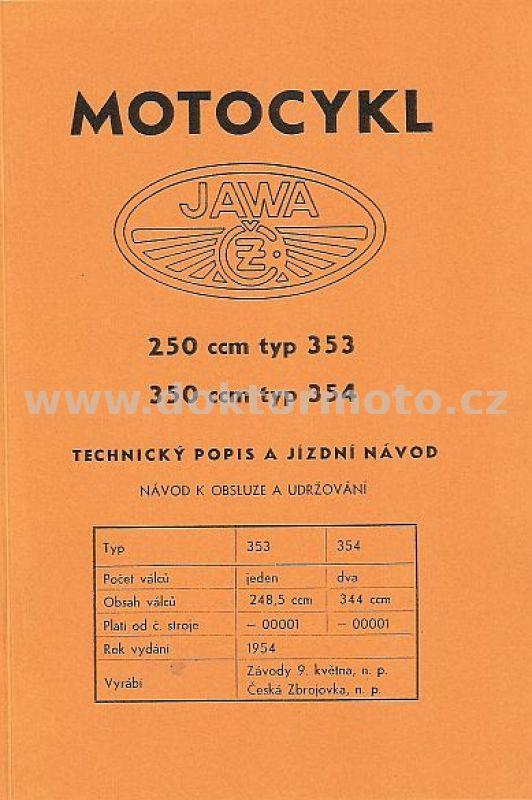 MOTOCYKL
JAWA
ČZ
250 ccm typ 353
350 ccm typ 354
www.doktormoto.cz
TECHNICKÝ POPIS A JÍZDNÍ NÁVOD
NÁVOD K OBSLUZE A UDRŽOVÁNÍ
Typ 353 354
Počet válců jeden dva
Obsah válců 248,5 ccm 344 ccm
Platí od č. stroje – 00001 – 00001
Rok vydání 1954
Vyrábí Závody 9. května, n. p.
Česká Zbrojovka, n. p.